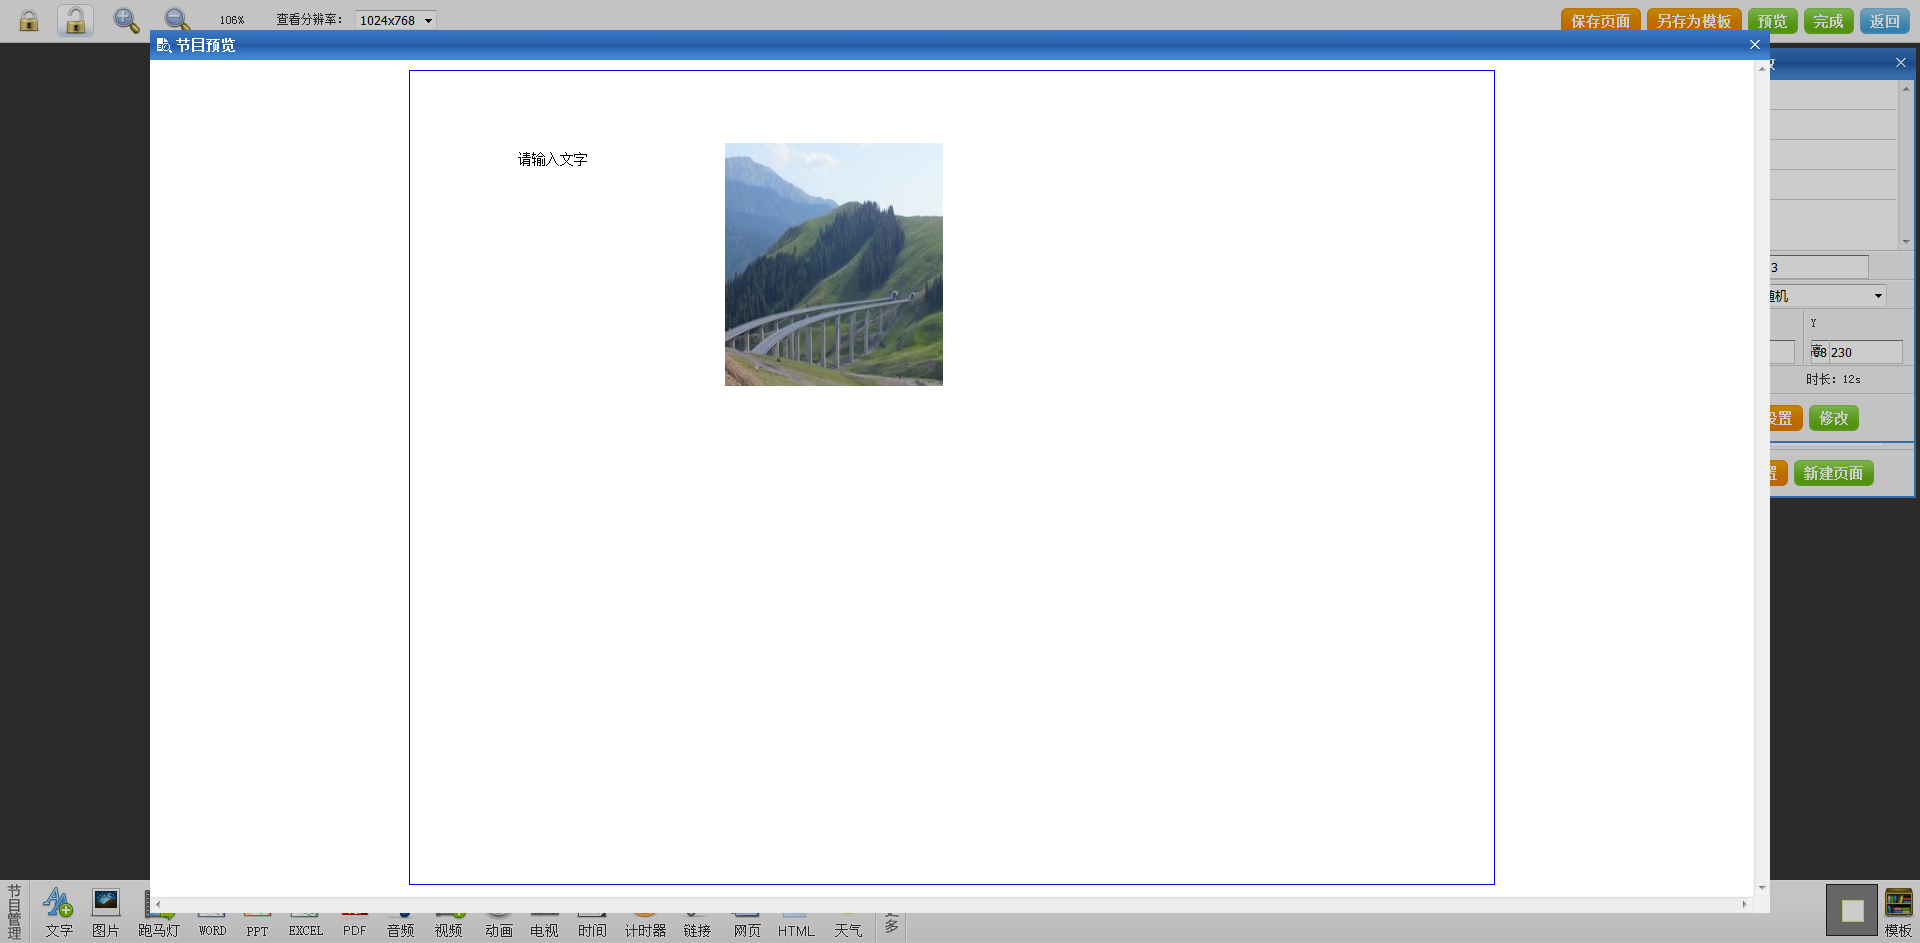 106%
查看分辨率：
1024x768
保存页面
另存为模板
预览
完成
返回
节目预览
请输入文字
3
随机
Y
高
230
时长：12s
设置
修改
置
新建页面
节目管理
文字
图片
跑马灯
WORD
PPT
EXCEL
PDF
音频
视频
动画
电视
时间
计时器
链接
网页
HTML
天气
更多
模板